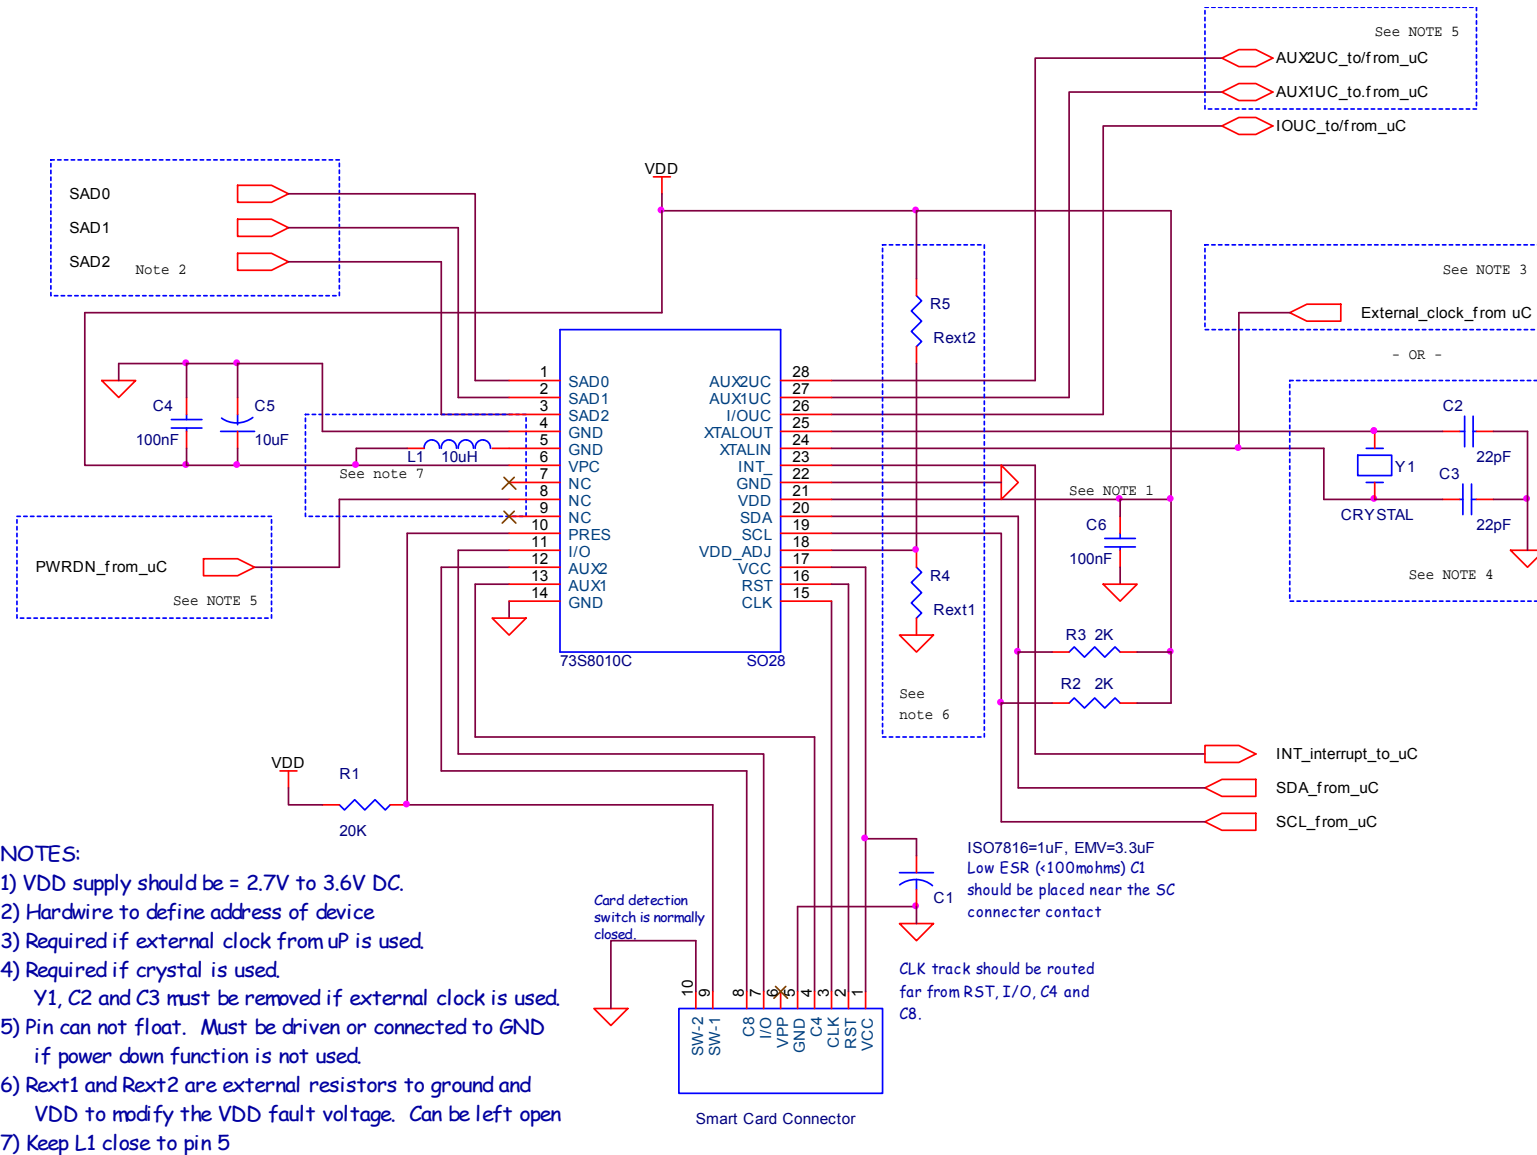 See NOTE 5
AUX2UC_to/from_uC
AUX1UC_to.from_uC
IOUC_to/from_uC
VDD
SAD0
SAD1
SAD2
Note 2
See NOTE 3
External_clock_from uC
- OR -
R5
Rext2
C4
100nF
C5
10uF
L1 10uH
See note 7
1
2
3
4
5
6
7
8
9
10
11
12
13
14
SAD0
SAD1
SAD2
GND
GND
VPC
NC
NC
NC
PRES
I/O
AUX2
AUX1
GND
AUX2UC
AUX1UC
I/OUC
XTALOUT
XTALIN
INT_
GND
VDD
SDA
SCL
VDD_ADJ
VCC
RST
CLK
28
27
26
25
24
23
22
21
20
19
18
17
16
15
73S8010C
SO28
C2
22pF
Y1
C3
22pF
CRYSTAL
See NOTE 4
See NOTE 1
C6
100nF
PWRDN_from_uC
See NOTE 5
R4
Rext1
See
note 6
R3 2K
R2 2K
INT_interrupt_to_uC
SDA_from_uC
SCL_from_uC
VDD
R1
20K
ISO7816=1uF, EMV=3.3uF
Low ESR (<100mohms) C1
should be placed near the SC
connecter contact
C1
CLK track should be routed
far from RST, I/O, C4 and
C8.
Card detection
switch is normally
closed.
10
9
8
7
6
5
4
3
2
1
SW-2
SW-1
C8
I/O
VPP
GND
C4
CLK
RST
VCC
Smart Card Connector
NOTES:
1) VDD supply should be = 2.7V to 3.6V DC.
2) Hardwire to define address of device
3) Required if external clock from uP is used.
4) Required if crystal is used.
Y1, C2 and C3 must be removed if external clock is used.
5) Pin can not float. Must be driven or connected to GND
if power down function is not used.
6) Rext1 and Rext2 are external resistors to ground and
VDD to modify the VDD fault voltage. Can be left open
7) Keep L1 close to pin 5